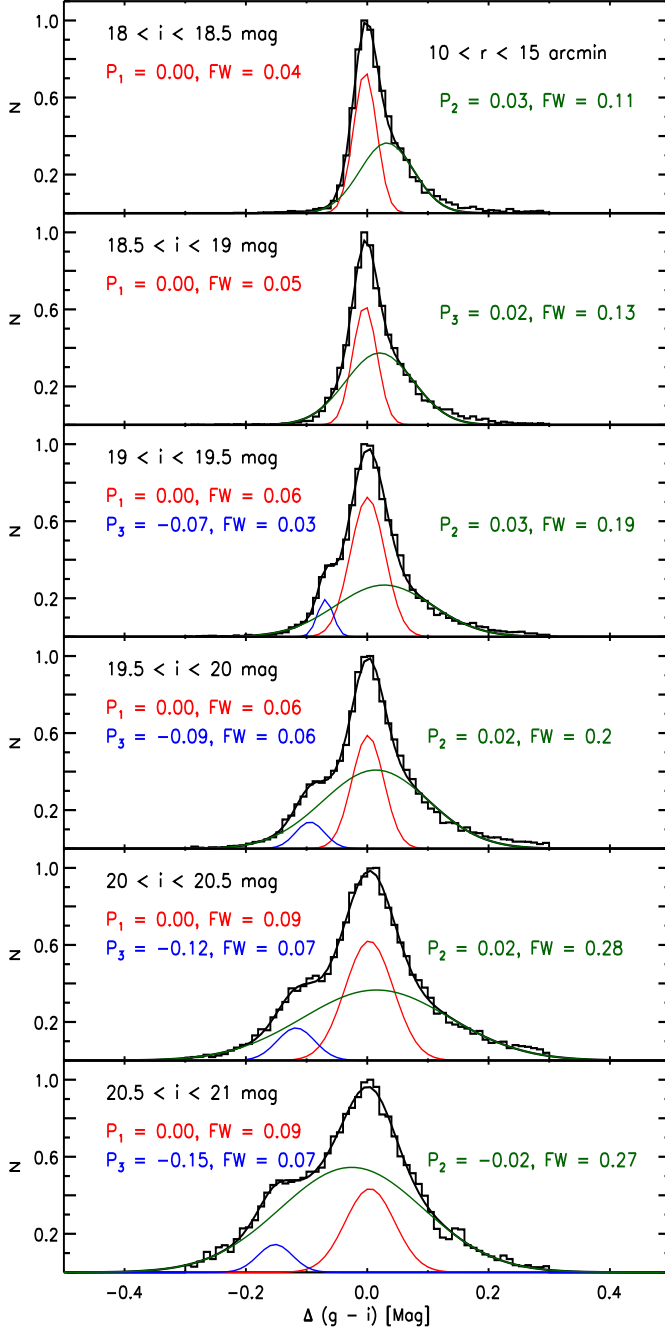 18 < i < 18.5 mag
10 < r < 15 arcmin
P₁ = 0.00, FW = 0.04
P₂ = 0.03, FW = 0.11
1.0
0.6
0.2
N
18.5 < i < 19 mag
P₁ = 0.00, FW = 0.05
P₃ = 0.02, FW = 0.13
1.0
0.6
0.2
N
19 < i < 19.5 mag
P₁ = 0.00, FW = 0.06
P₃ = −0.07, FW = 0.03
P₂ = 0.03, FW = 0.19
1.0
0.6
0.2
N
19.5 < i < 20 mag
P₁ = 0.00, FW = 0.06
P₃ = −0.09, FW = 0.06
P₂ = 0.02, FW = 0.2
1.0
0.6
0.2
N
20 < i < 20.5 mag
P₁ = 0.00, FW = 0.09
P₃ = −0.12, FW = 0.07
P₂ = 0.02, FW = 0.28
1.0
0.6
0.2
N
20.5 < i < 21 mag
P₁ = 0.00, FW = 0.09
P₃ = −0.15, FW = 0.07
P₂ = −0.02, FW = 0.27
1.0
0.6
0.2
N
−0.4 −0.2 0.0 0.2 0.4
Δ (g − i) [Mag]